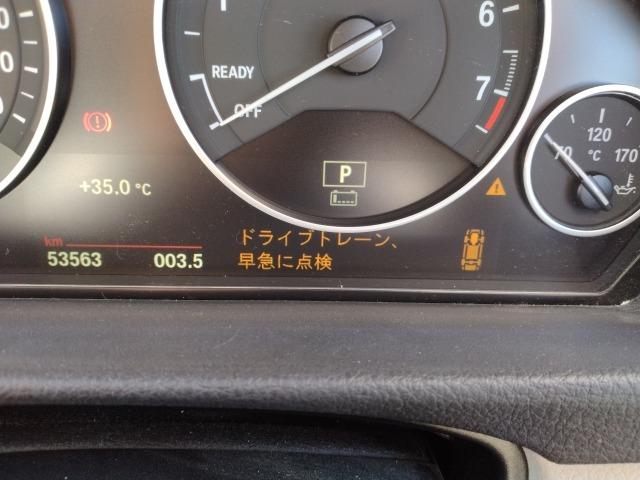 6
7
READY
OFF
P
120
70 °C 170
+35.0 °C
km
53563 003.5
ドライブトレーン、
早急に点検